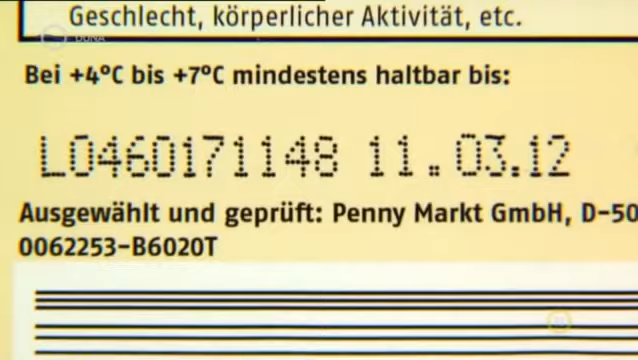 Geschlecht, körperlicher Aktivität, etc.
DUNA
Bei +4°C bis +7°C mindestens haltbar bis:
L0460171148 11.03.12
Ausgewählt und geprüft: Penny Markt GmbH, D-50
0062253-B6020T